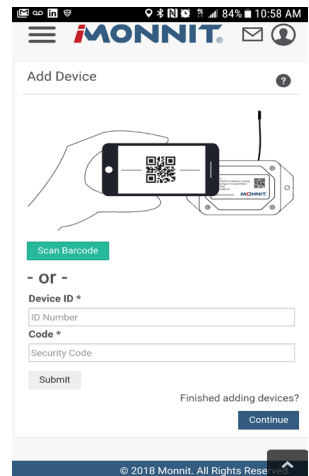 84% 10:58 AM
iMONNIT®
Add Device
MONNIT
Scan Barcode
- or -
Device ID *
ID Number
Code *
Security Code
Submit
Finished adding devices?
Continue
© 2018 Monnit. All Rights Reserved.